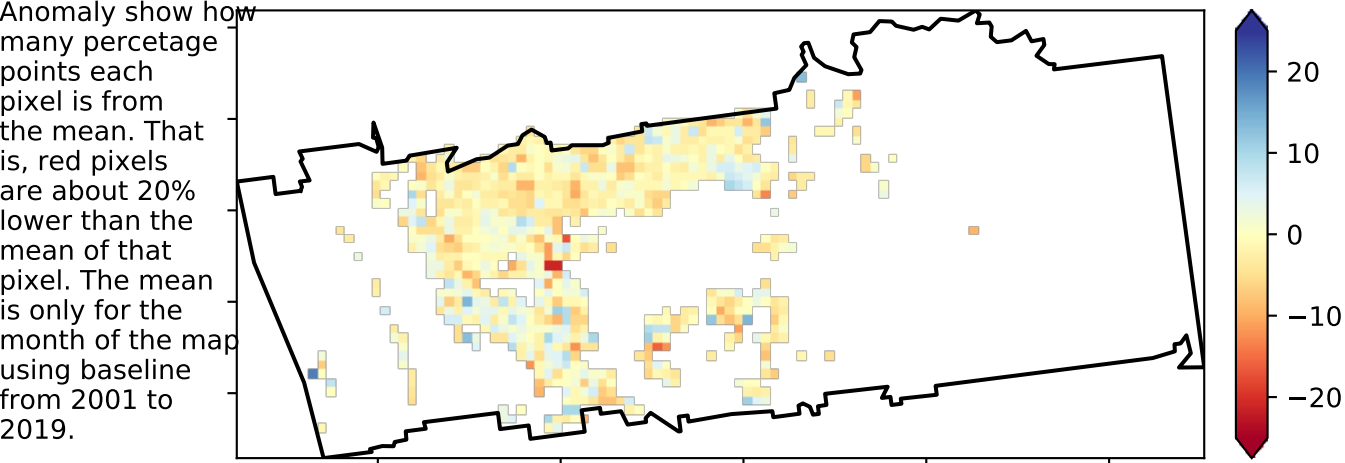 Anomaly show how
many percetage
points each
pixel is from
the mean. That
is, red pixels
are about 20%
lower than the
mean of that
pixel. The mean
is only for the
month of the map
using baseline
from 2001 to
2019.
20
10
0
−10
−20